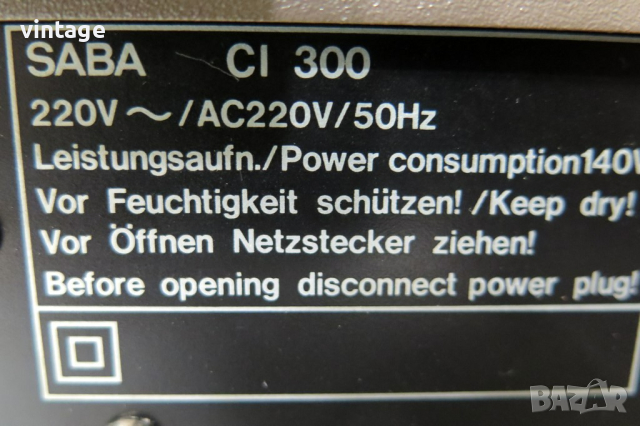 vintage
SABA CI 300
220V ~/AC220V/50Hz
Leistungsaufn./Power consumption140W
Vor Feuchtigkeit schützen! /Keep dry!
Vor Öffnen Netzstecker ziehen!
Before opening disconnect power plug!
BAZAR